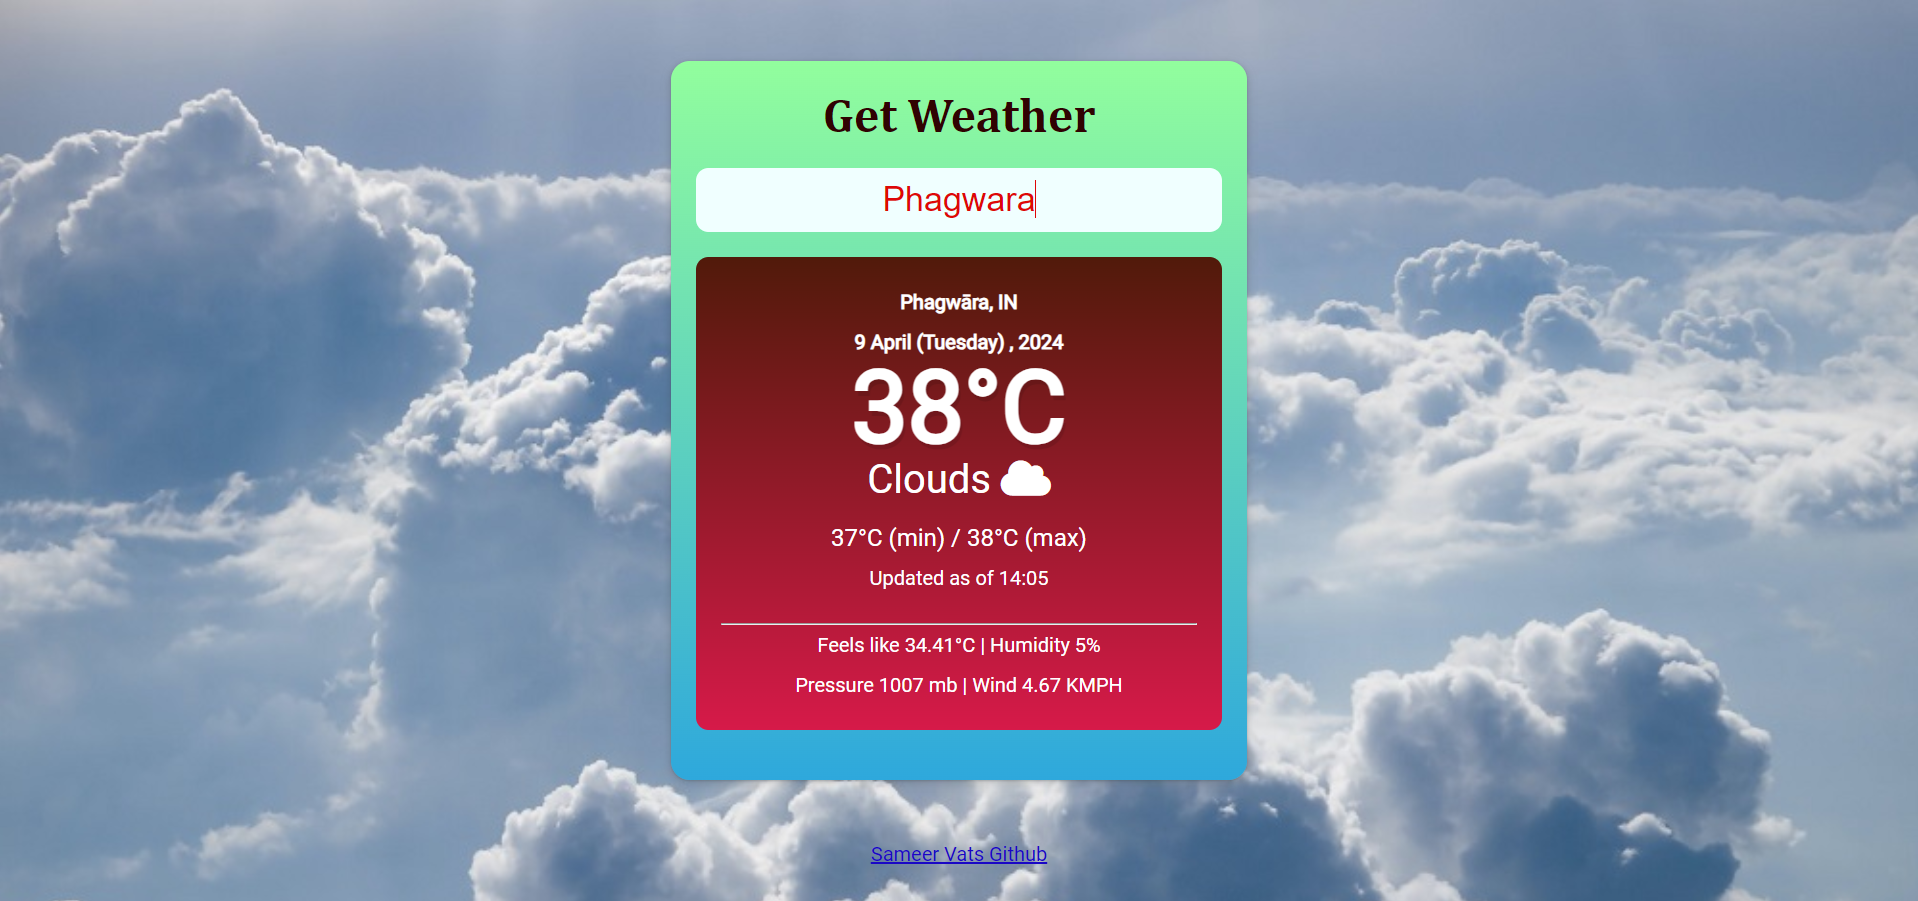 Get Weather
Phagwara
Phagwāra, IN
9 April (Tuesday) , 2024
38°C
Clouds
37°C (min) / 38°C (max)
Updated as of 14:05
Feels like 34.41°C | Humidity 5%
Pressure 1007 mb | Wind 4.67 KMPH
Sameer Vats Github